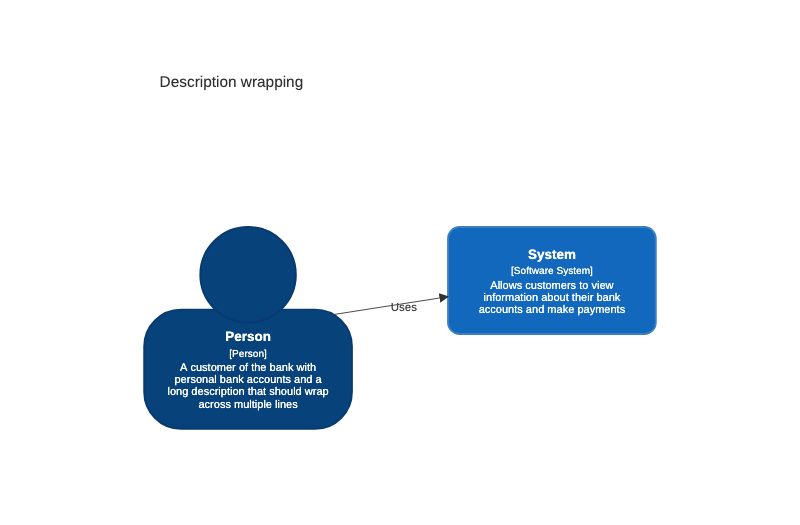 Description wrapping
System
[Software System]
Allows customers to view
information about their bank
accounts and make payments
Uses
Person
[Person]
A customer of the bank with
personal bank accounts and a
long description that should wrap
across multiple lines